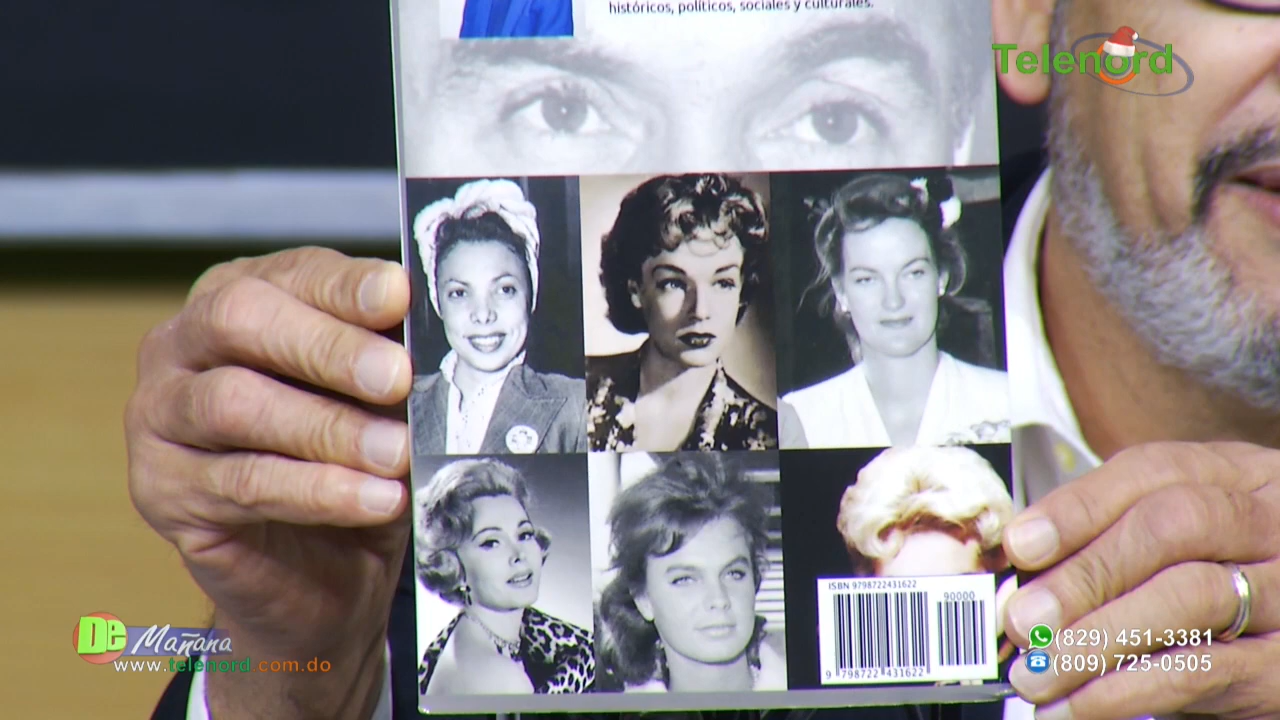 históricos, políticos, sociales y culturales.
Telenord
ISBN 9798722431622
90000
9 798722 431622
De Mañana
www.telenord.com.do
(829) 451-3381
(809) 725-0505